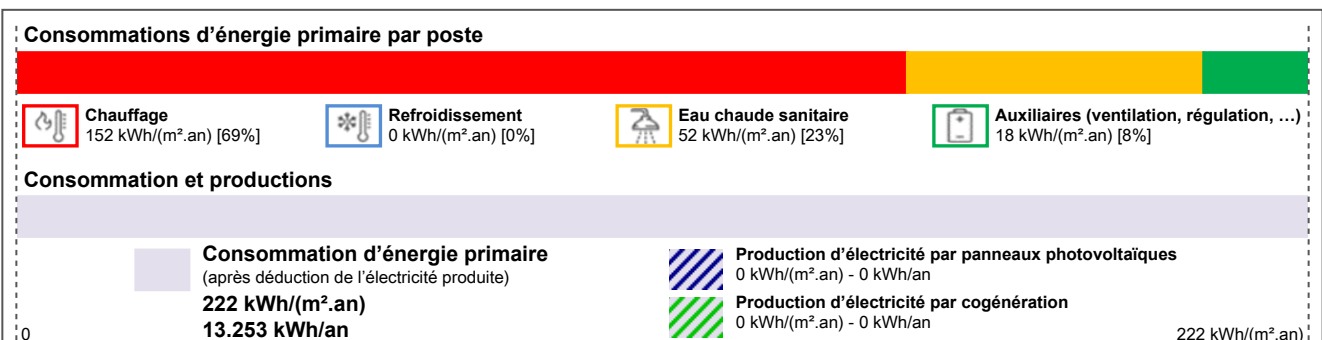 Consommations d'énergie primaire par poste
Chauffage
152 kWh/(m².an) [69%]
Refroidissement
0 kWh/(m².an) [0%]
Eau chaude sanitaire
52 kWh/(m².an) [23%]
Auxiliaires (ventilation, régulation, …)
18 kWh/(m².an) [8%]
Consommation et productions
Consommation d'énergie primaire
(après déduction de l'électricité produite)
222 kWh/(m².an)
13.253 kWh/an
Production d'électricité par panneaux photovoltaïques
0 kWh/(m².an) - 0 kWh/an
Production d'électricité par cogénération
0 kWh/(m².an) - 0 kWh/an
0
222 kWh/(m².an)